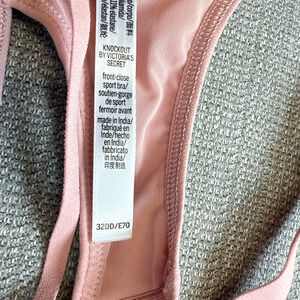 KNOCKOUT
BY VICTORIA'S
SECRET
front-close
sport bra/
soutien-gorge
de sport
fermoir avant
made in India/
fabriqué en
Inde/hecho
en India/
fabbricato
in India/
印度制造
32DD/E70